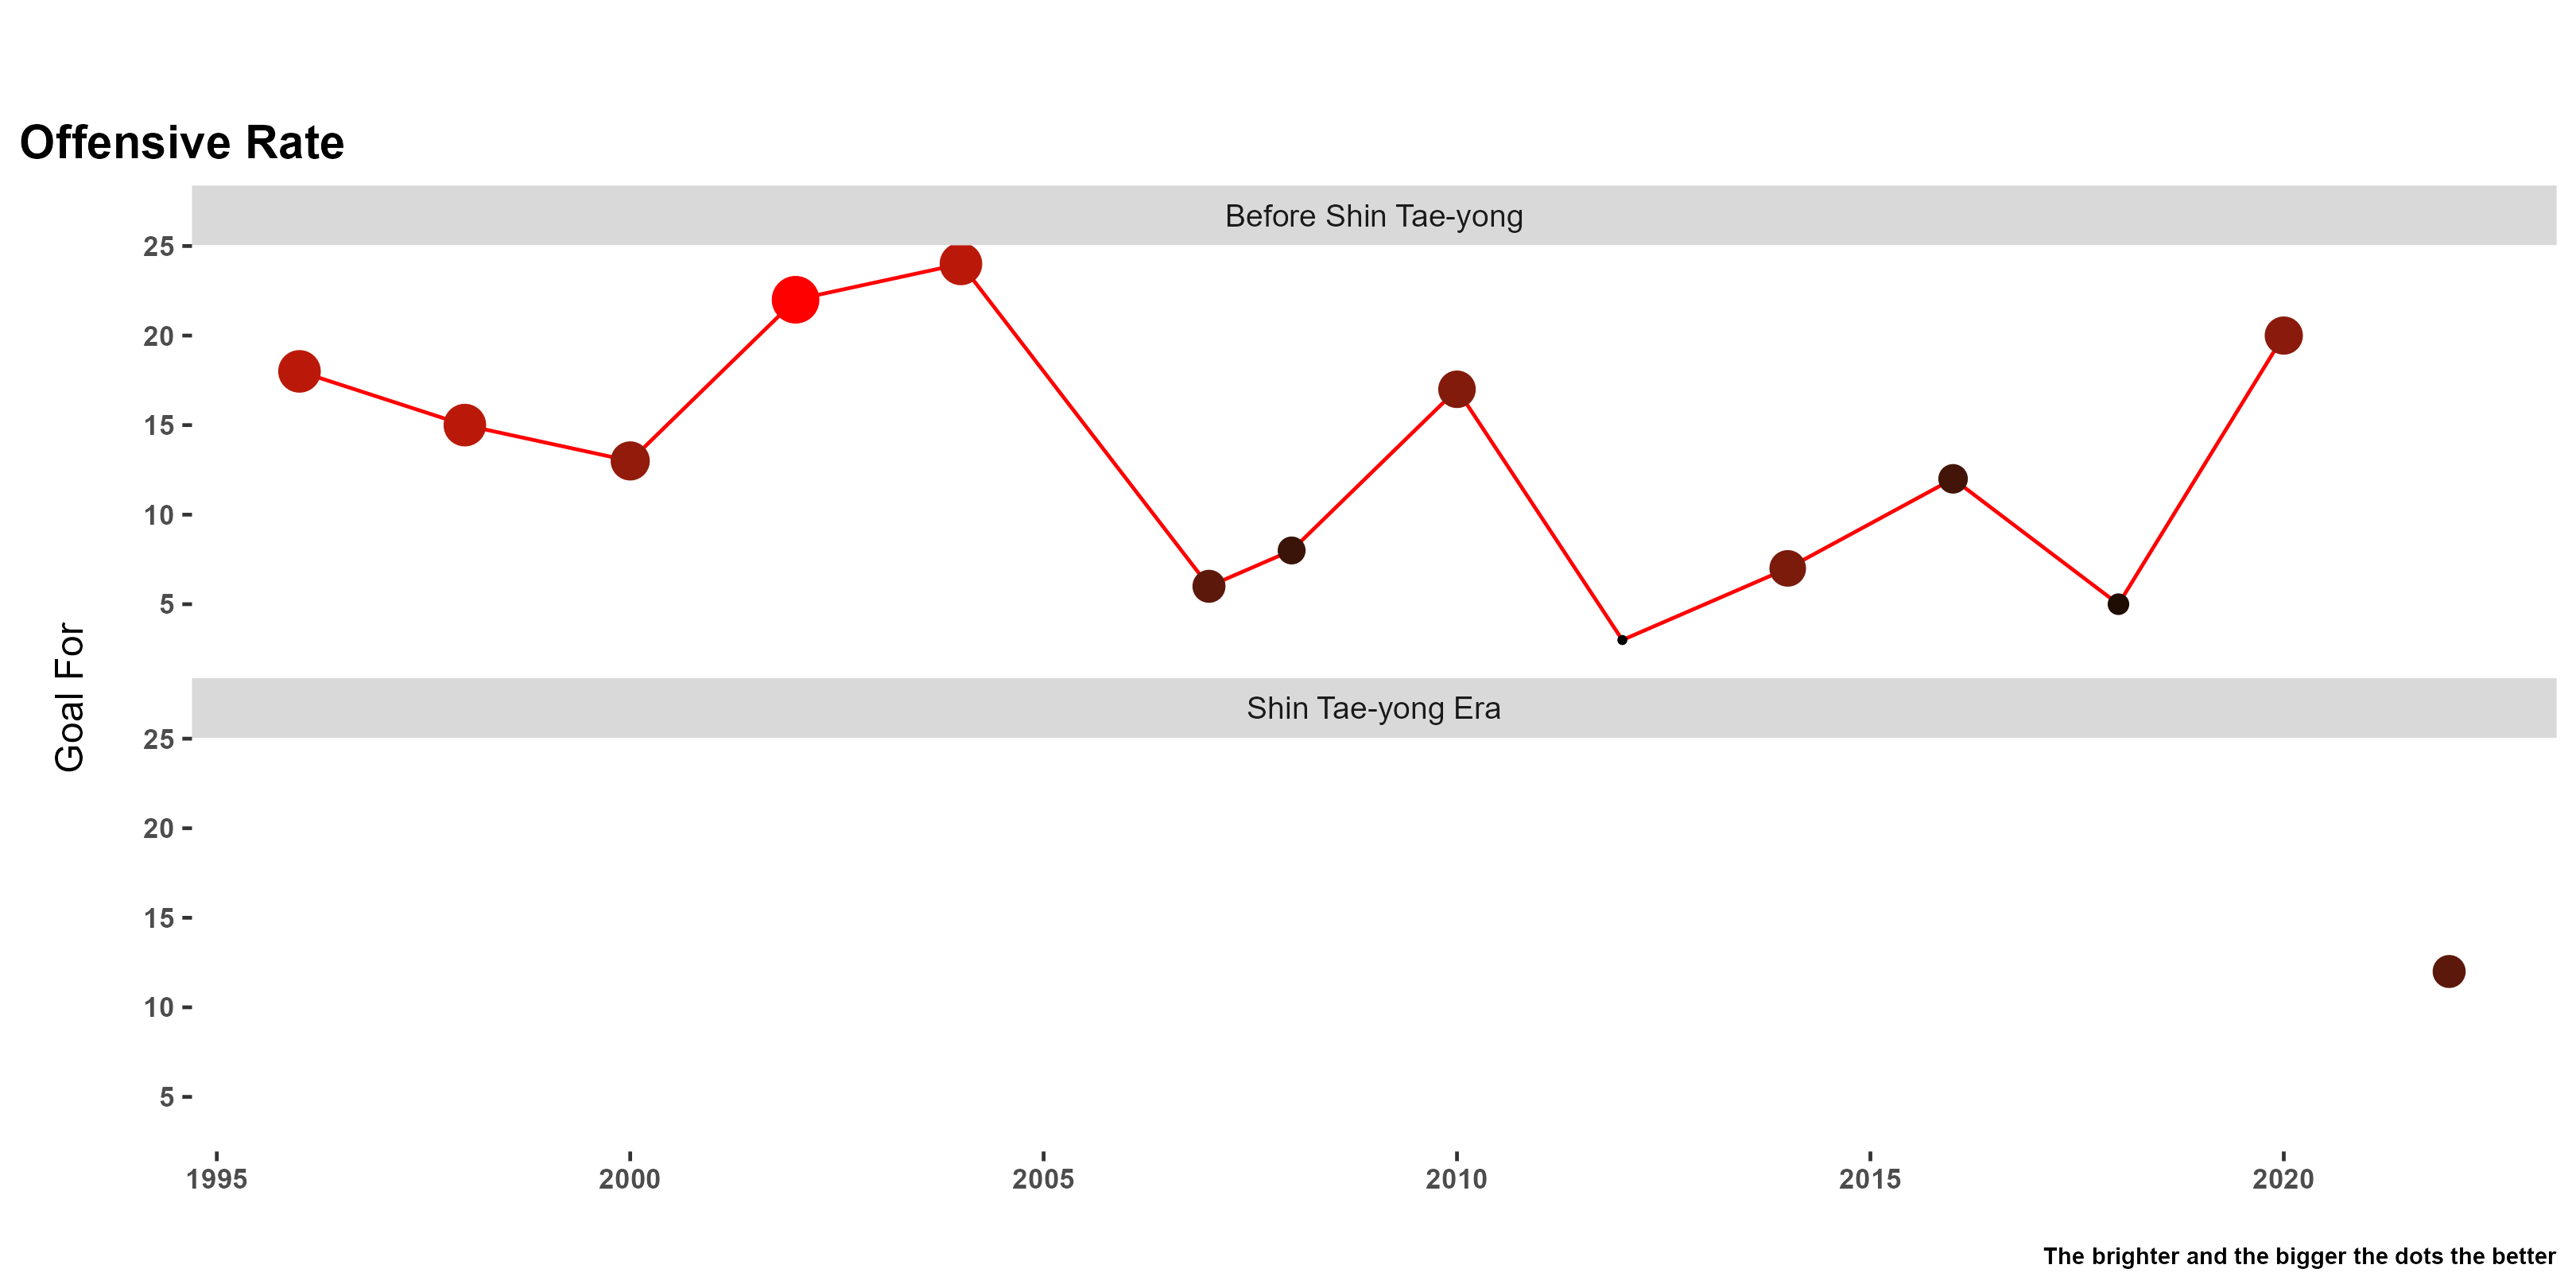 Offensive Rate
Before Shin Tae-yong
25
20
15
10
5
Goal For
Shin Tae-yong Era
25
20
15
10
5
1995 2000 2005 2010 2015 2020
The brighter and the bigger the dots the better